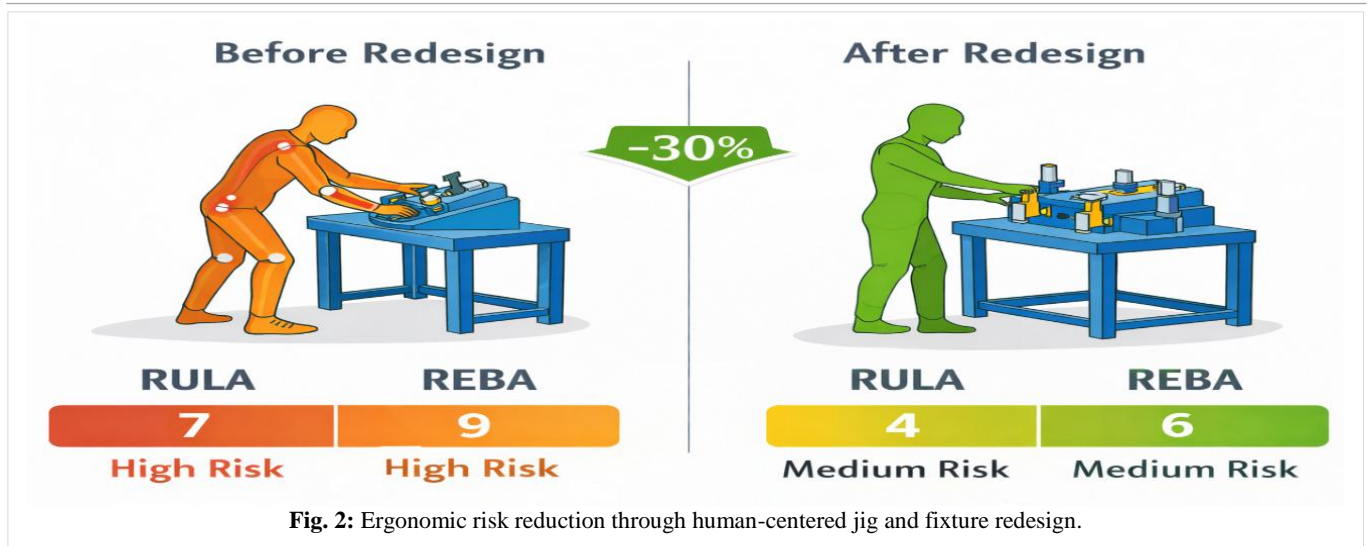 Before Redesign
After Redesign
-30%
RULA
REBA
RULA
REBA
7
9
4
6
High Risk
High Risk
Medium Risk
Medium Risk
Fig. 2: Ergonomic risk reduction through human-centered jig and fixture redesign.